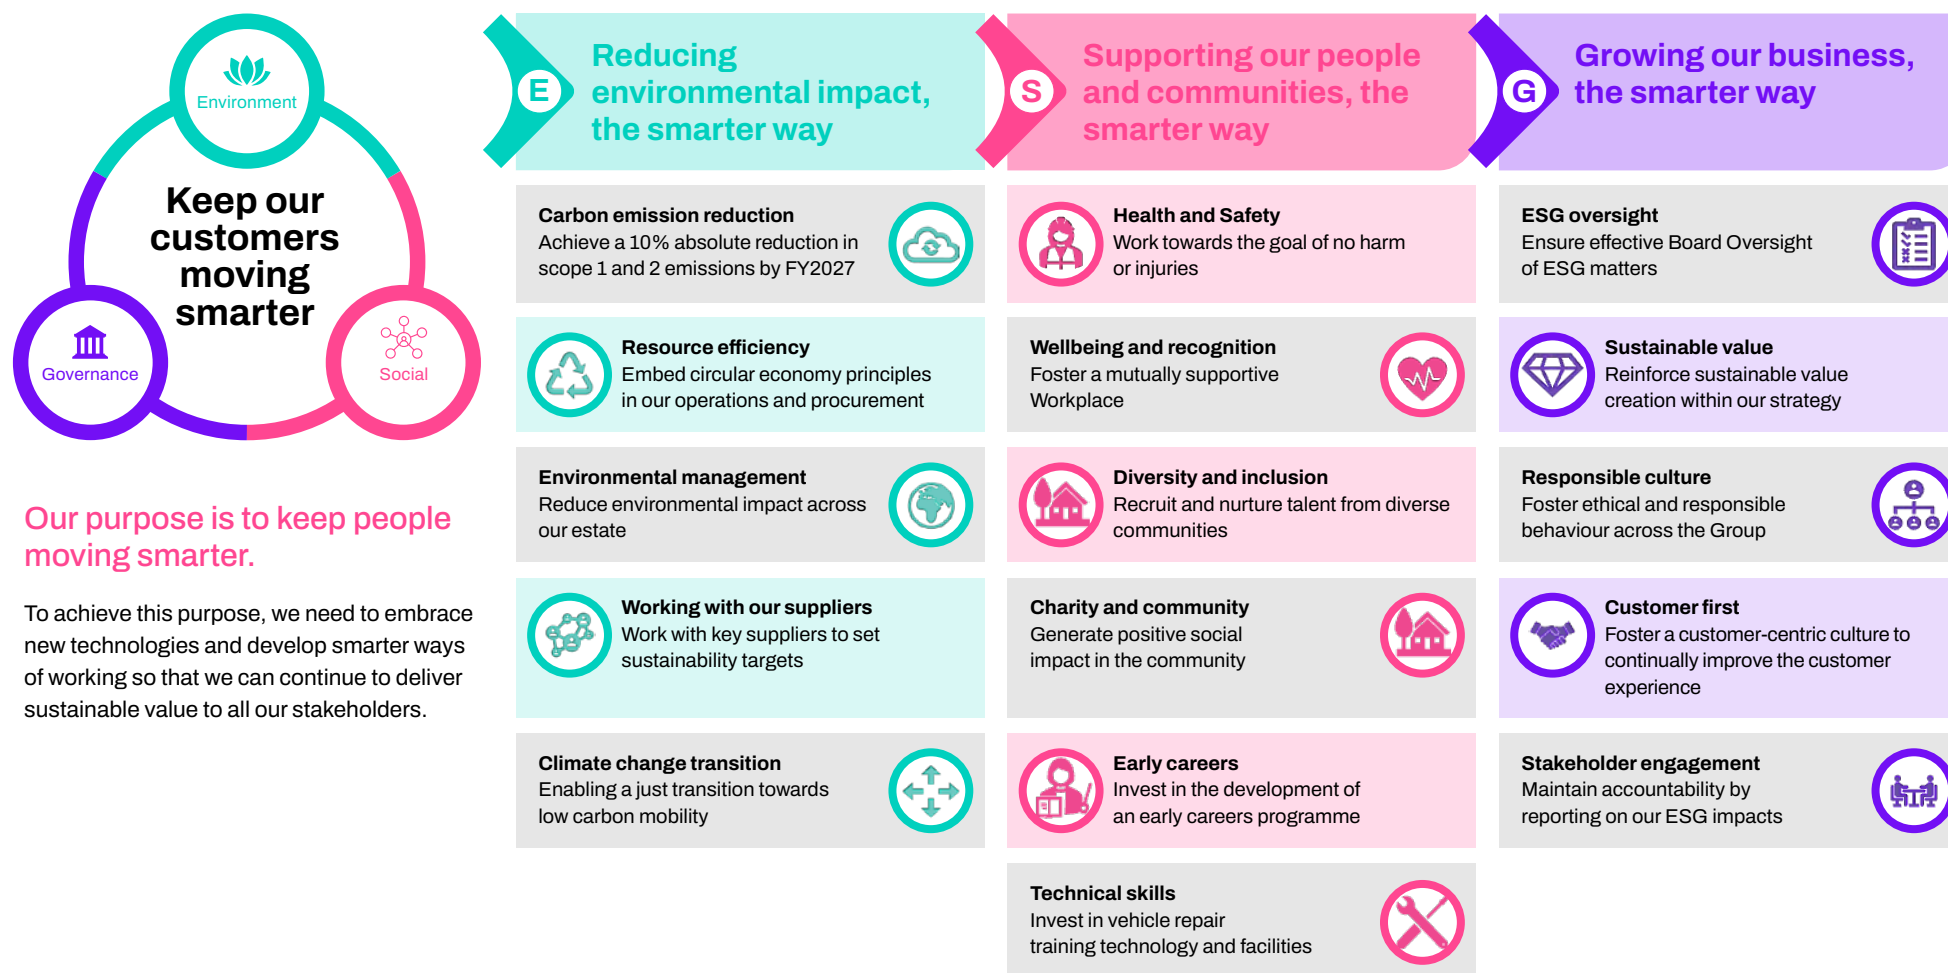 Environment
Keep our
customers
moving
smarter
Governance
Social
Our purpose is to keep people
moving smarter.
To achieve this purpose, we need to embrace
new technologies and develop smarter ways
of working so that we can continue to deliver
sustainable value to all our stakeholders.
E
Reducing
environmental impact,
the smarter way
Carbon emission reduction
Achieve a 10% absolute reduction in
scope 1 and 2 emissions by FY2027
Resource efficiency
Embed circular economy principles
in our operations and procurement
Environmental management
Reduce environmental impact across
our estate
Working with our suppliers
Work with key suppliers to set
sustainability targets
Climate change transition
Enabling a just transition towards
low carbon mobility
S
Supporting our people
and communities, the
smarter way
Health and Safety
Work towards the goal of no harm
or injuries
Wellbeing and recognition
Foster a mutually supportive
Workplace
Diversity and inclusion
Recruit and nurture talent from diverse
communities
Charity and community
Generate positive social
impact in the community
Early careers
Invest in the development of
an early careers programme
Technical skills
Invest in vehicle repair
training technology and facilities
G
Growing our business,
the smarter way
ESG oversight
Ensure effective Board Oversight
of ESG matters
Sustainable value
Reinforce sustainable value
creation within our strategy
Responsible culture
Foster ethical and responsible
behaviour across the Group
Customer first
Foster a customer-centric culture to
continually improve the customer
experience
Stakeholder engagement
Maintain accountability by
reporting on our ESG impacts